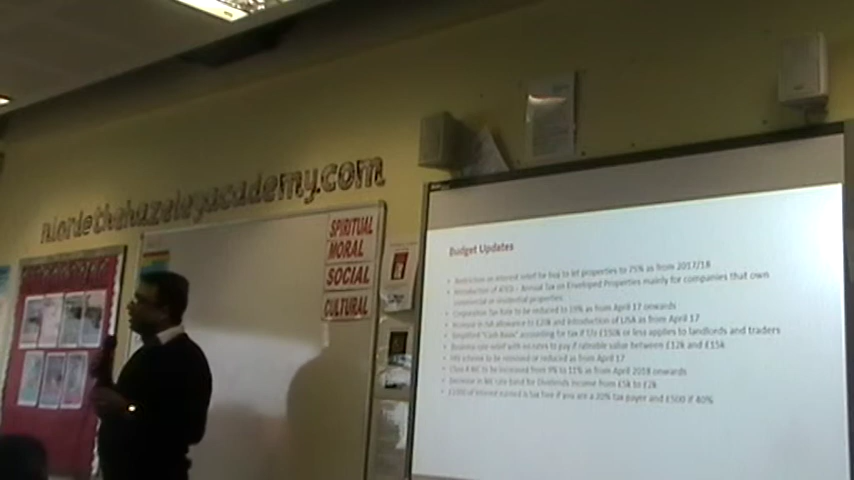 thehazeleyacademy.com
SPIRITUAL
MORAL
SOCIAL
CULTURAL
Budget Updates
Restriction on interest relief for buy to let properties to 75% as from 2017/18
Introduction of ATED - Annual Tax on Enveloped Properties mainly for companies that own
commercial or residential properties
Corporation Tax Rate to be reduced to 19% as from April 17 onwards
Increase in ISA allowance to £20k and introduction of LISA as from April 17
Simplified "Cash Basis" accounting for tax if T/o £150k or less applies to landlords and traders
Business rate relief with no rates to pay if rateable value between £12k and £15k
scheme to be removed or reduced as from April 17
Class 4 NIC to be increased from 9% to 11% as from April 2018 onwards
Decrease in rate band for Dividends income from £5k to £2k
of interest earned is tax free if you are a 20% tax payer and £500 if 40%